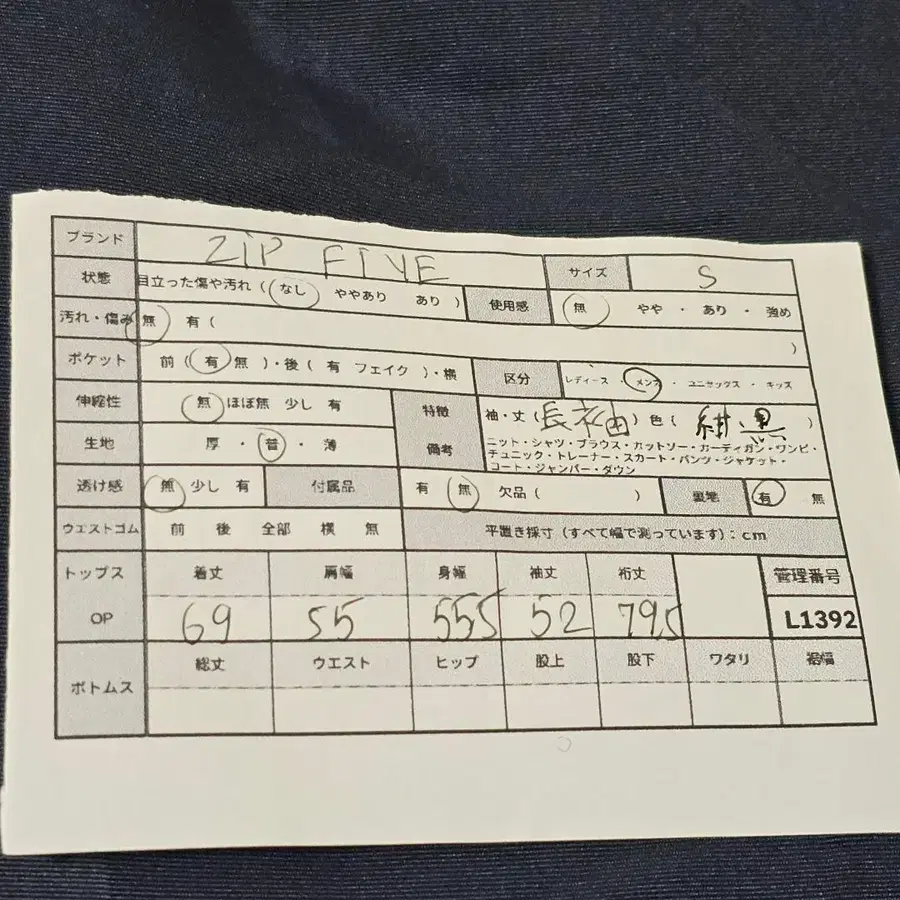 ブランド ZIP FIVE サイズ S
状態 目立った傷や汚れ ( なし ややあり あり ) 使用感 無 やや ・ あり ・ 強め
汚れ・傷み 無 有 ( )
ポケット 前 ( 有 無 )・後 ( 有 フェイク )・横 区分 レディース ・ メンズ ・ ユニセックス ・ キッズ
伸縮性 無 ほぼ無 少し 有 特徴 袖・丈 ( 長袖 ) 色 ( 紺 黒 )
生地 厚 ・ 普 ・ 薄 備考 ニット・シャツ・ブラウス・カットソー・カーディガン・ワンピ・
チュニック・トレーナー・スカート・パンツ・ジャケット・
コート・ジャンパー・ダウン
透け感 無 少し 有 付属品 有 無 欠品 ( ) 裏地 有 無
ウエストゴム 前 後 全部 横 無 平置き採寸 (すべて幅で測っています) : cm
トップス 着丈 肩幅 身幅 袖丈 裄丈 管理番号
OP 69 55 555 52 79.5 L1392
ボトムス 総丈 ウエスト ヒップ 股上 股下 ワタリ 裾幅